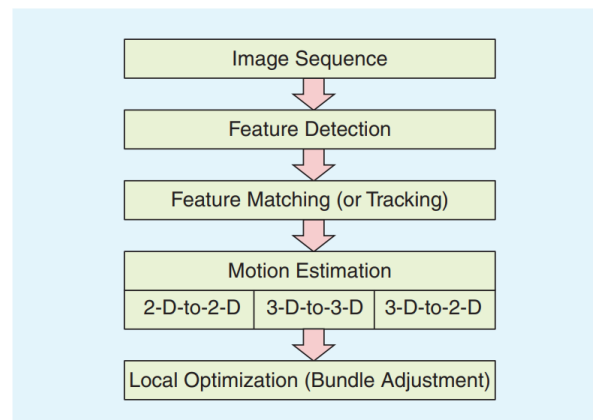 Image Sequence
Feature Detection
Feature Matching (or Tracking)
Motion Estimation
2-D-to-2-D 3-D-to-3-D 3-D-to-2-D
Local Optimization (Bundle Adjustment)